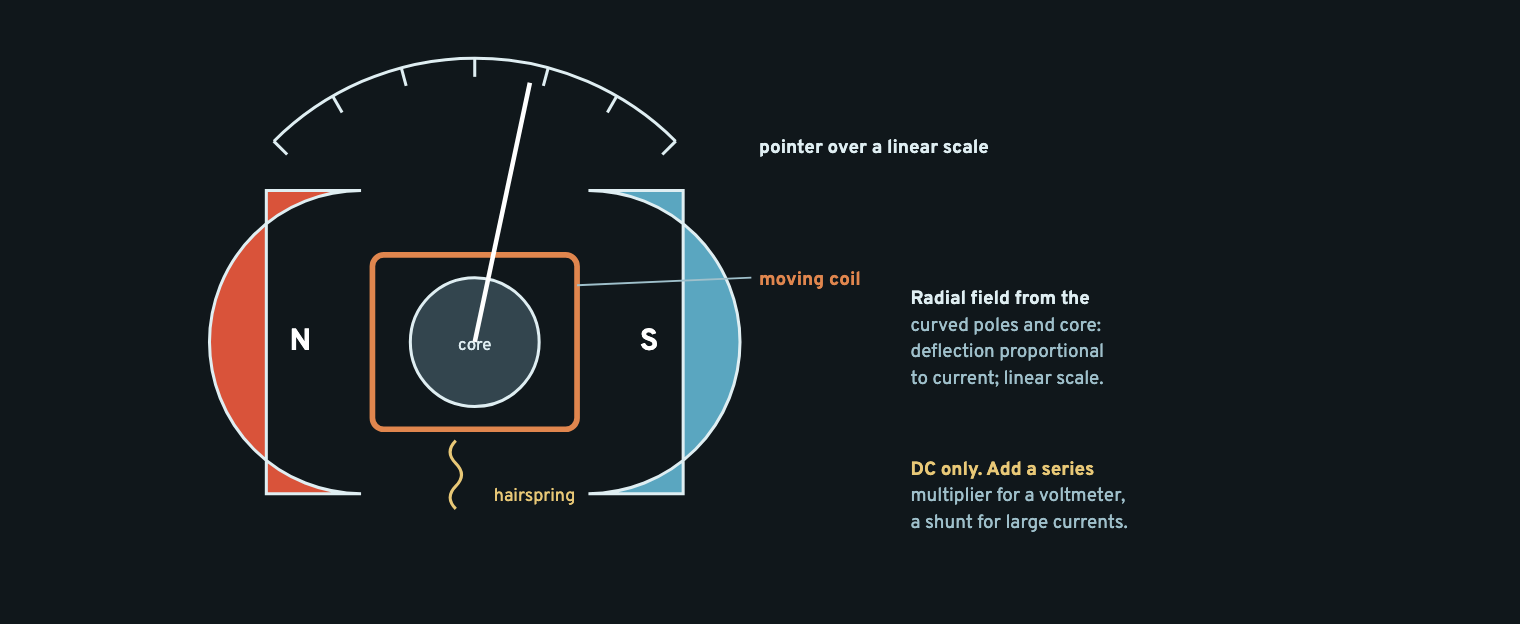 pointer over a linear scale
moving coil
N
core
S
hairspring
Radial field from the
curved poles and core:
deflection proportional
to current; linear scale.
DC only. Add a series
multiplier for a voltmeter,
a shunt for large currents.